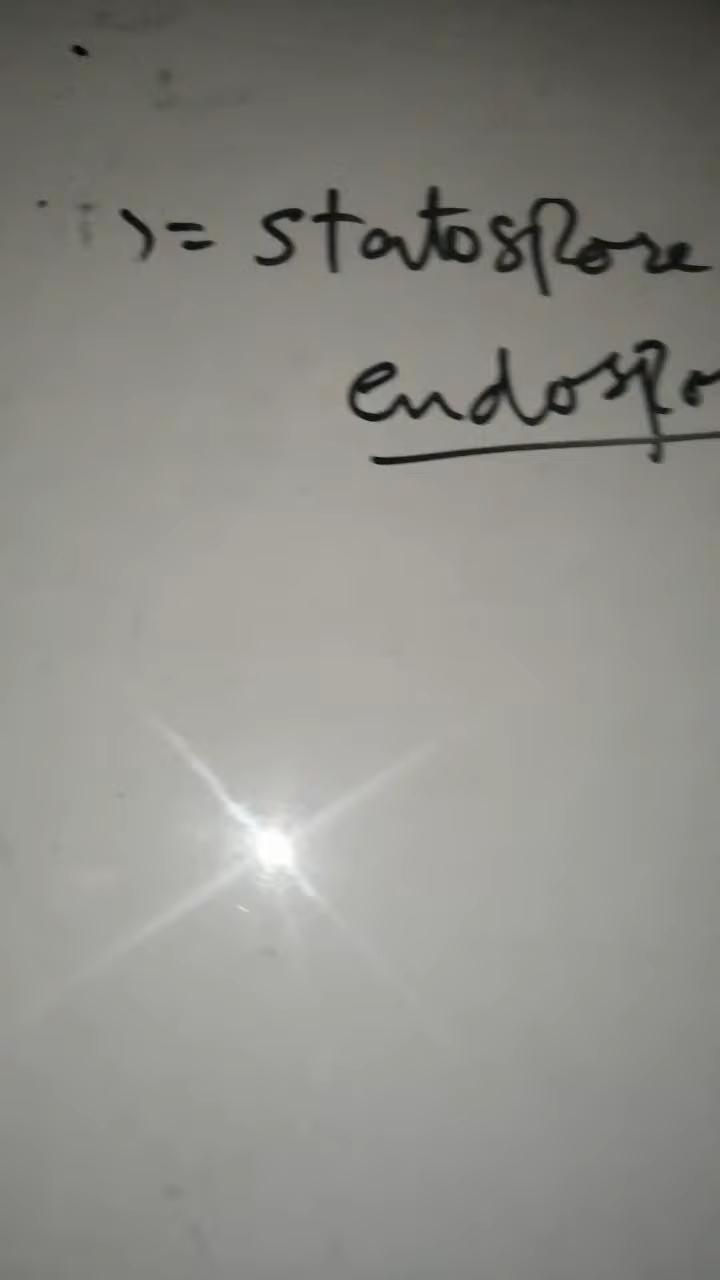 i) = statospore
endospo